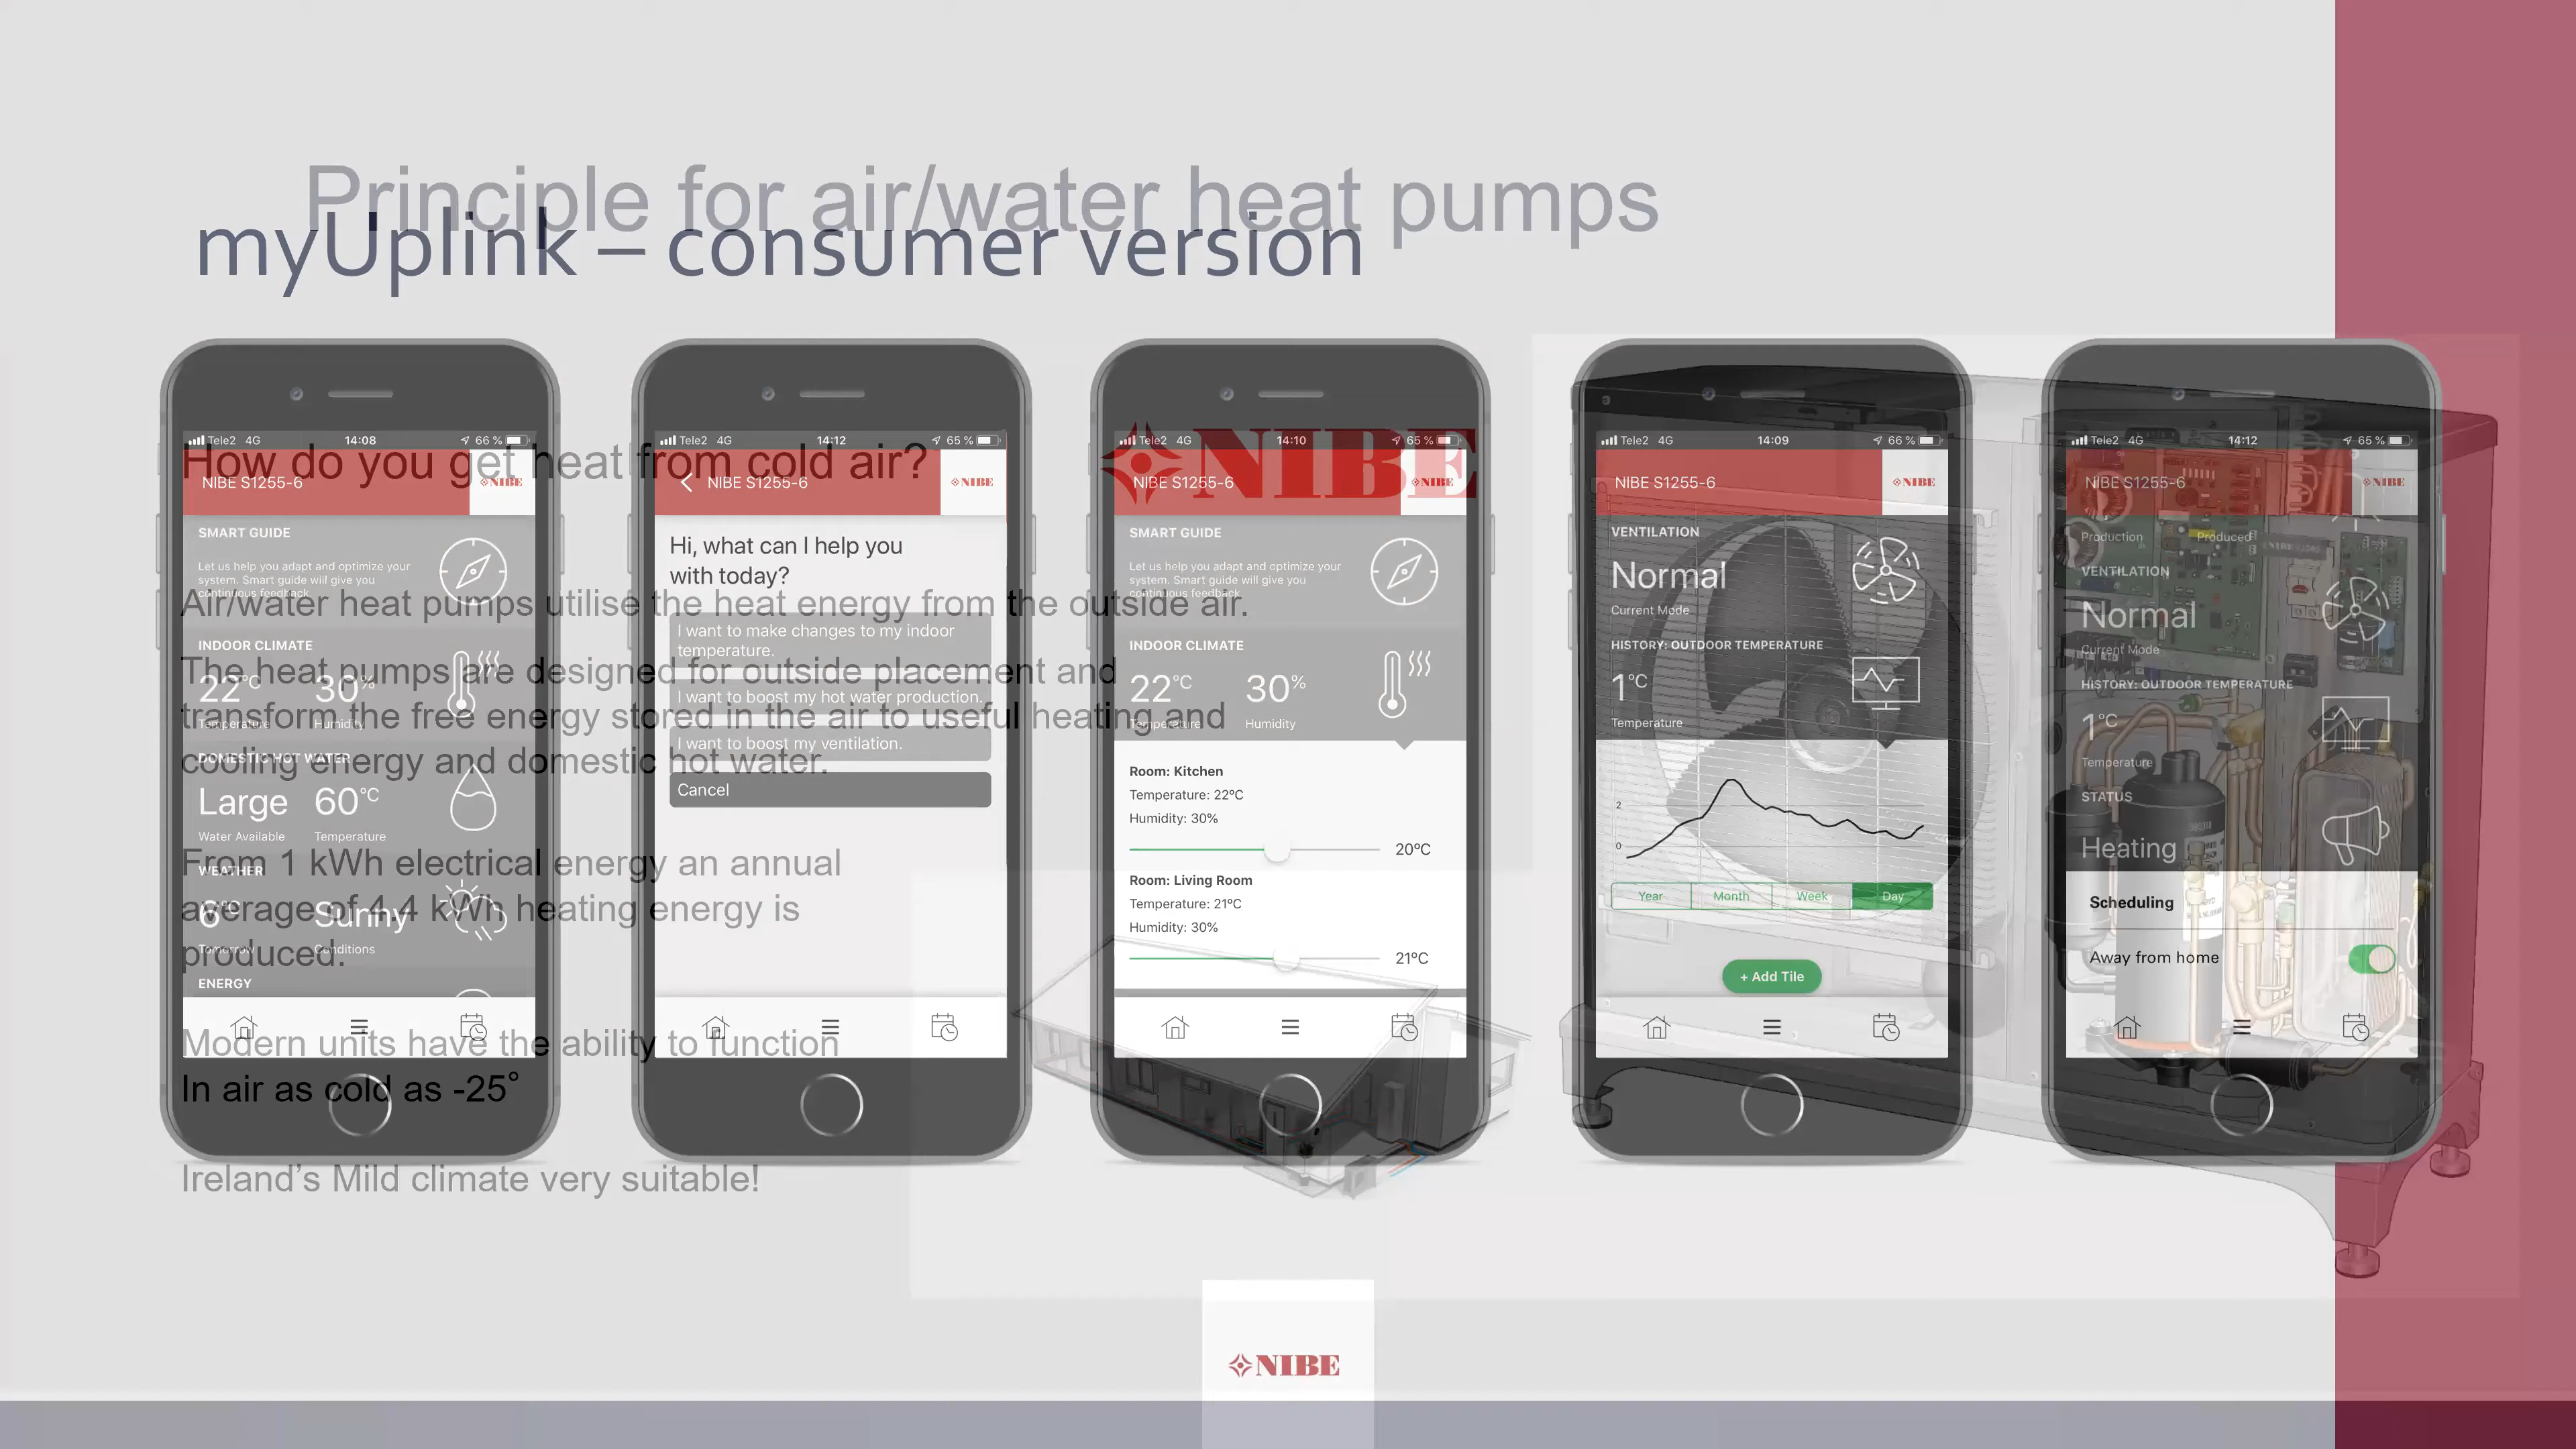 Principle for air/water heat pumps
myUplink – consumer version
How do you get heat from cold air?
Air/water heat pumps utilise the heat energy from the outside air.
The heat pumps are designed for outside placement and
transform the free energy stored in the air to useful heating and
cooling energy and domestic hot water.
From 1 kWh electrical energy an annual
average of 4,4 kWh heating energy is
produced.
Modern units have the ability to function
In air as cold as -25°
Ireland's Mild climate very suitable!
NIBE
Tele2 4G 14:08 66 %
NIBE S1255-6 NIBE
SMART GUIDE
Let us help you adapt and optimize your
system. Smart guide will give you
continuous feedback.
INDOOR CLIMATE
22°C 30%
Temperature Humidity
DOMESTIC HOT WATER
Large 60°C
Water Available Temperature
WEATHER
6°C Sunny
Tomorrow Conditions
ENERGY
Tele2 4G 14:12 65 %
NIBE S1255-6 NIBE
Hi, what can I help you
with today?
I want to make changes to my indoor
temperature.
I want to boost my hot water production.
I want to boost my ventilation.
Cancel
Tele2 4G 14:10 65 %
NIBE S1255-6 NIBE
SMART GUIDE
Let us help you adapt and optimize your
system. Smart guide will give you
continuous feedback.
INDOOR CLIMATE
22°C 30%
Temperature Humidity
Room: Kitchen
Temperature: 22ºC
Humidity: 30%
20ºC
Room: Living Room
Temperature: 21ºC
Humidity: 30%
21ºC
Tele2 4G 14:09 66 %
NIBE S1255-6 NIBE
VENTILATION
Normal
Current Mode
HISTORY: OUTDOOR TEMPERATURE
1°C
Temperature
2
0
Year Month Week Day
+ Add Tile
Tele2 4G 14:12 65 %
NIBE S1255-6 NIBE
Production Produced
VENTILATION
Normal
Current Mode
HISTORY: OUTDOOR TEMPERATURE
1°C
Temperature
STATUS
Heating
Scheduling
Away from home
NIBE